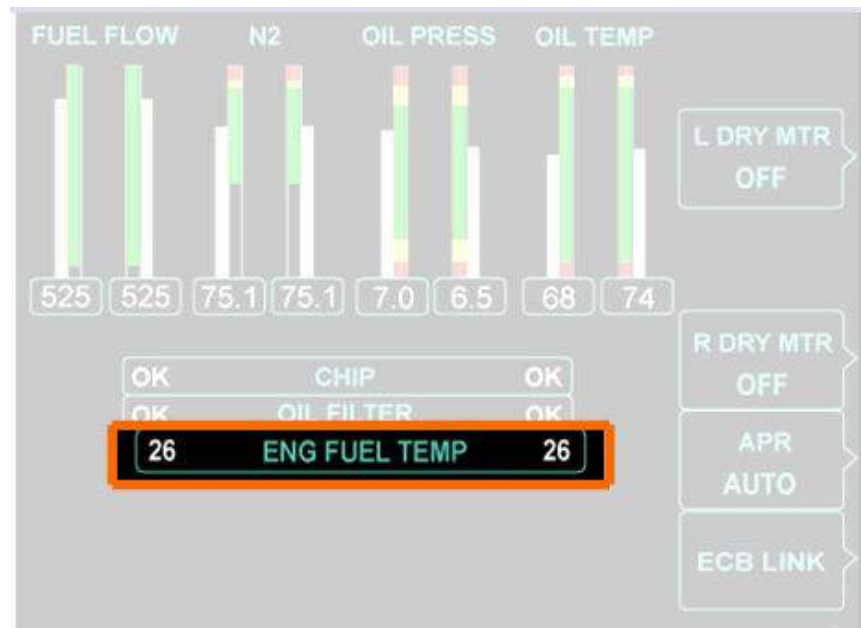 FUEL FLOW N2 OIL PRESS OIL TEMP
L DRY MTR
OFF
525 525 75.1 75.1 7.0 6.5 68 74
R DRY MTR
OFF
OK CHIP OK
OK OIL FILTER OK
26 ENG FUEL TEMP 26
APR
AUTO
ECB LINK